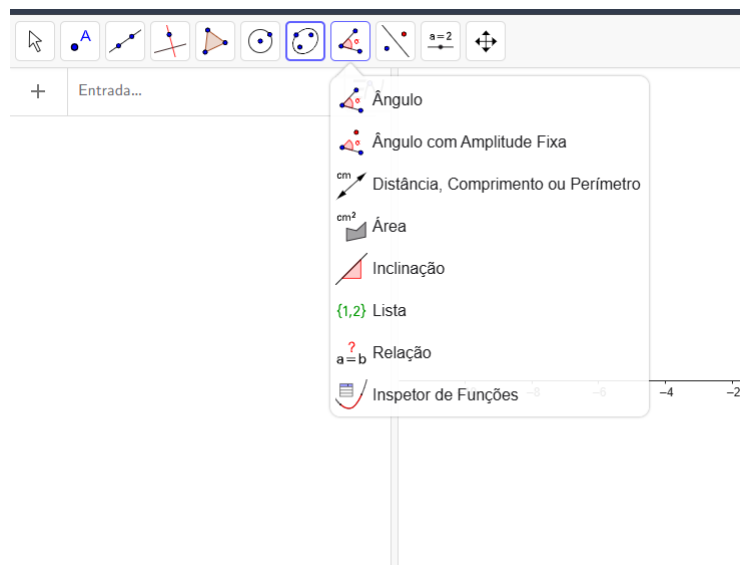 A
a=2
Entrada...
Ângulo
Ângulo com Amplitude Fixa
cm
Distância, Comprimento ou Perímetro
cm²
Área
Inclinação
{1,2} Lista
?
a=b Relação
Inspetor de Funções
-8 -6 -4 -2